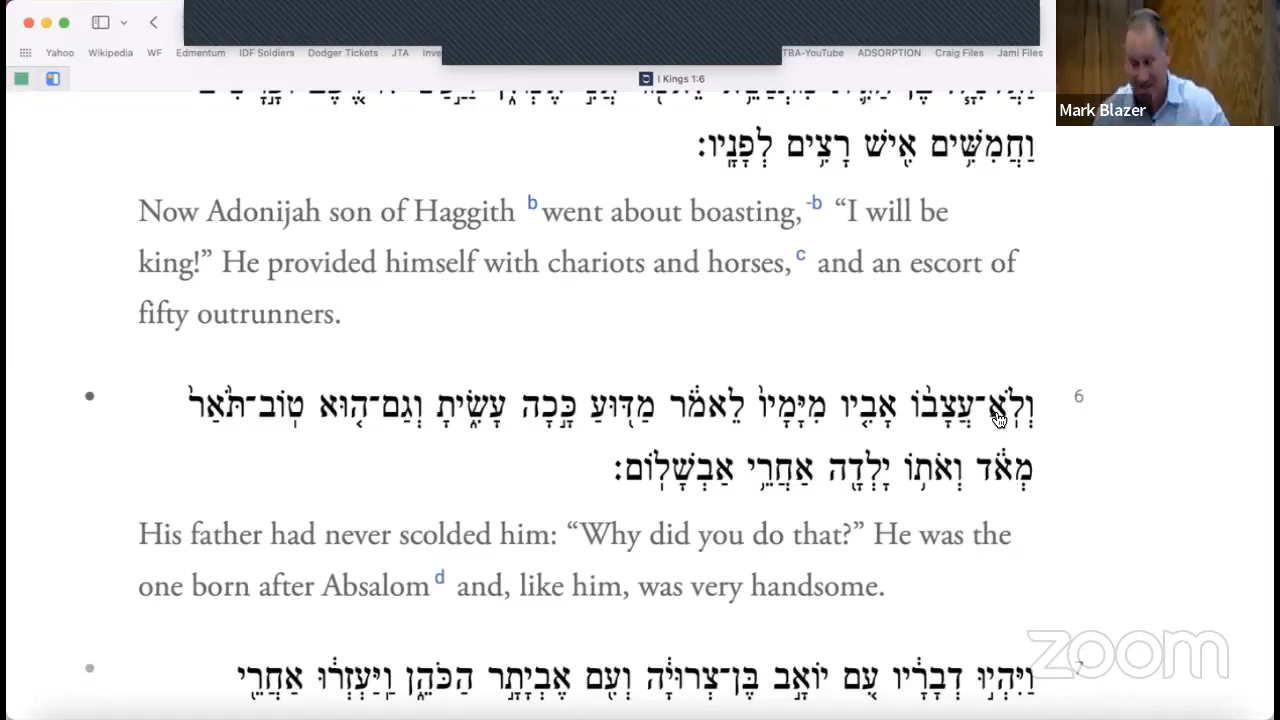 Yahoo Wikipedia WF Edmentum IDF Soldiers Dodger Tickets JTA TBA-YouTube ADSORPTION Craig Files Jami Files
I Kings 1:6
Mark Blazer
וַחֲמִשִּׁ֥ים אִ֖ישׁ רָצִ֥ים לְפָנָֽיו׃
Now Adonijah son of Haggith b went about boasting, -b “I will be
king!” He provided himself with chariots and horses, c and an escort of
fifty outrunners.
6
וְלֹֽא־עֲצָב֨וֹ אָבִ֤יו מִיָּמָיו֙ לֵאמֹ֔ר מַדּ֖וּעַ כָּ֣כָה עָשִׂ֑יתָ וְגַם־ה֤וּא טֽוֹב־תֹּ֙אַר֙
מְאֹ֔ד וְאֹת֥וֹ יָלְדָ֖ה אַחֲרֵ֥י אַבְשָׁלֽוֹם׃
His father had never scolded him: “Why did you do that?” He was the
one born after Absalom d and, like him, was very handsome.
7
וַיִּהְי֣וּ דְבָרָ֔יו עִ֚ם יוֹאָ֣ב בֶּן־צְרוּיָ֔ה וְעִ֖ם אֶבְיָתָ֣ר הַכֹּהֵ֑ן וַֽיַּעְזְר֔וּ אַחֲרֵ֖י
zoom